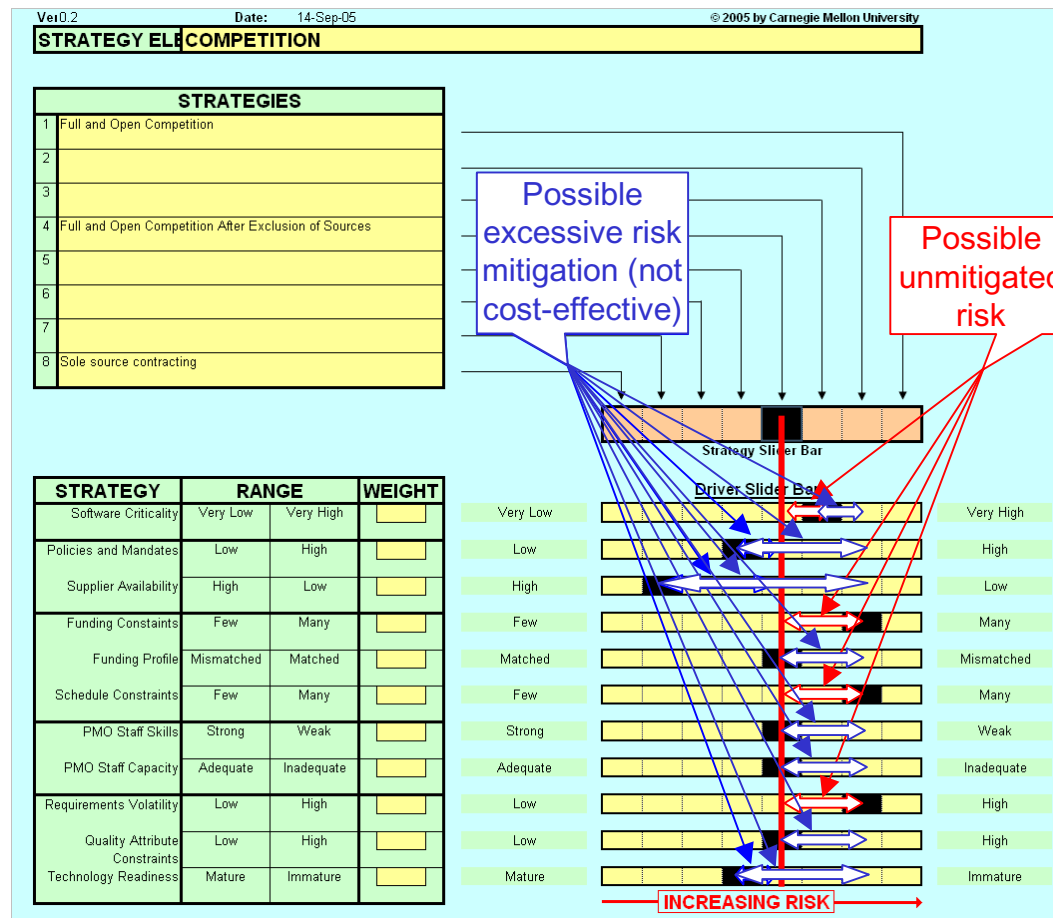 Ver0.2 Date: 14-Sep-05 © 2005 by Carnegie Mellon University
STRATEGY ELE COMPETITION
STRATEGIES
1 Full and Open Competition
2
3
4 Full and Open Competition After Exclusion of Sources
5
6
7
8 Sole source contracting
Possible
excessive risk
mitigation (not
cost-effective)
Possible
unmitigated
risk
Strategy Slider Bar
STRATEGY RANGE WEIGHT Driver Slider Bar
Software Criticality Very Low Very High Very Low Very High
Policies and Mandates Low High Low High
Supplier Availability High Low High Low
Funding Constaints Few Many Few Many
Funding Profile Mismatched Matched Matched Mismatched
Schedule Constraints Few Many Few Many
PMO Staff Skills Strong Weak Strong Weak
PMO Staff Capacity Adequate Inadequate Adequate Inadequate
Requirements Volatility Low High Low High
Quality Attribute Low High Low High
Constraints
Technology Readiness Mature Immature Mature Immature
INCREASING RISK